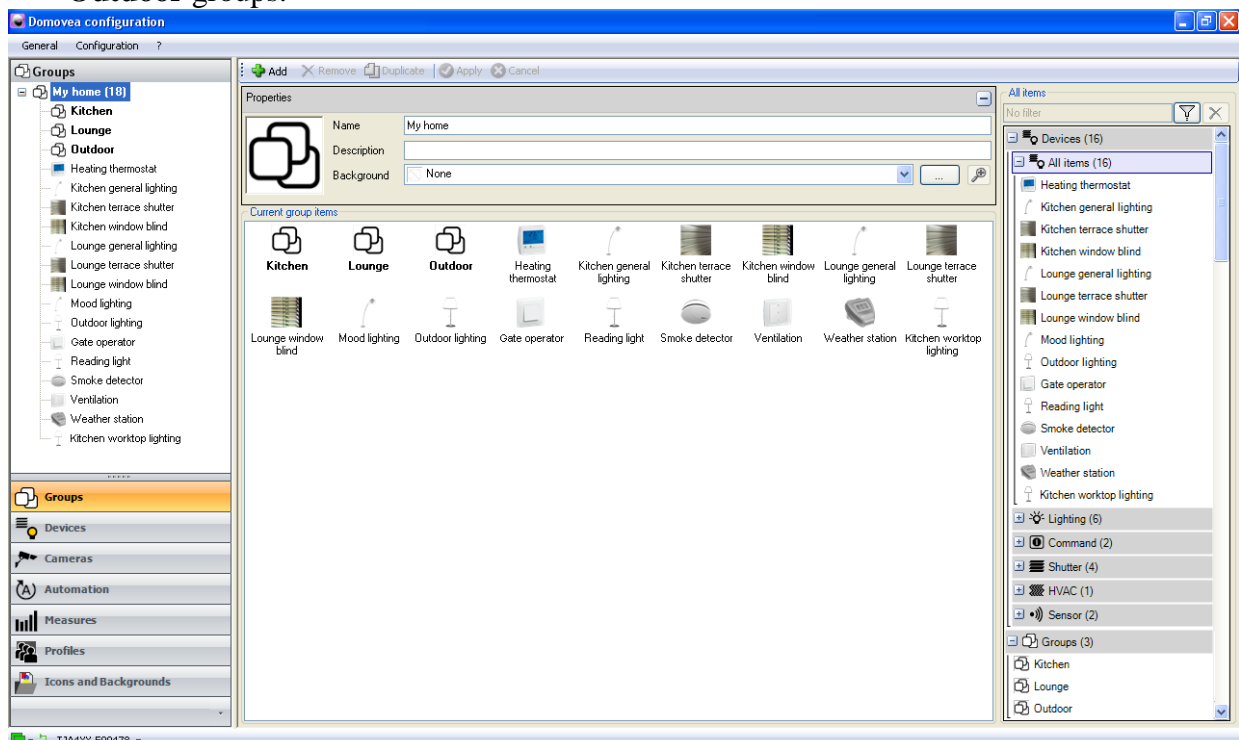 Outdoor groups.
Domovea configuration
General Configuration ?
Groups
My home (18)
Kitchen
Lounge
Outdoor
Heating thermostat
Kitchen general lighting
Kitchen terrace shutter
Kitchen window blind
Lounge general lighting
Lounge terrace shutter
Lounge window blind
Mood lighting
Outdoor lighting
Gate operator
Reading light
Smoke detector
Ventilation
Weather station
Kitchen worktop lighting
Groups
Devices
Cameras
Automation
Measures
Profiles
Icons and Backgrounds
Add Remove Duplicate Apply Cancel
Properties
Name My home
Description
Background None ...
Current group items
Kitchen Lounge Outdoor Heating thermostat Kitchen general lighting Kitchen terrace shutter Kitchen window blind Lounge general lighting Lounge terrace shutter
Lounge window blind Mood lighting Outdoor lighting Gate operator Reading light Smoke detector Ventilation Weather station Kitchen worktop lighting
All items
No filter
Devices (16)
All items (16)
Heating thermostat
Kitchen general lighting
Kitchen terrace shutter
Kitchen window blind
Lounge general lighting
Lounge terrace shutter
Lounge window blind
Mood lighting
Outdoor lighting
Gate operator
Reading light
Smoke detector
Ventilation
Weather station
Kitchen worktop lighting
Lighting (6)
Command (2)
Shutter (4)
HVAC (1)
Sensor (2)
Groups (3)
Kitchen
Lounge
Outdoor